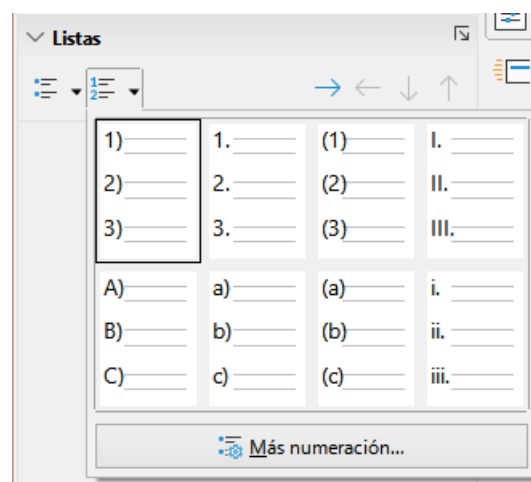 Listas
1) 1. (1) I.
2) 2. (2) II.
3) 3. (3) III.
A) a) (a) i.
B) b) (b) ii.
C) c) (c) iii.
Más numeración...